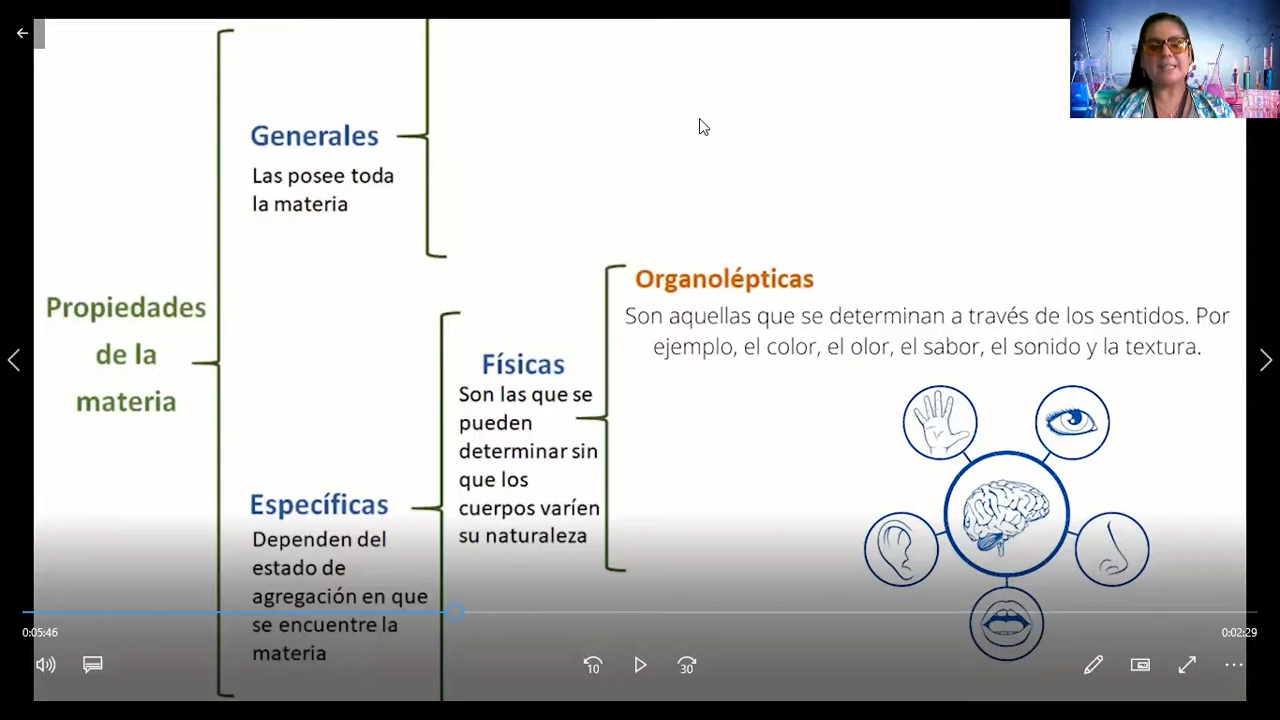 Propiedades
de la
materia
Generales
Las posee toda
la materia
Específicas
Dependen del
estado de
agregación en que
se encuentre la
materia
Físicas
Son las que se
pueden
determinar sin
que los
cuerpos varíen
su naturaleza
Organolépticas
Son aquellas que se determinan a través de los sentidos. Por
ejemplo, el color, el olor, el sabor, el sonido y la textura.
0:05:46
0:02:29
10
30